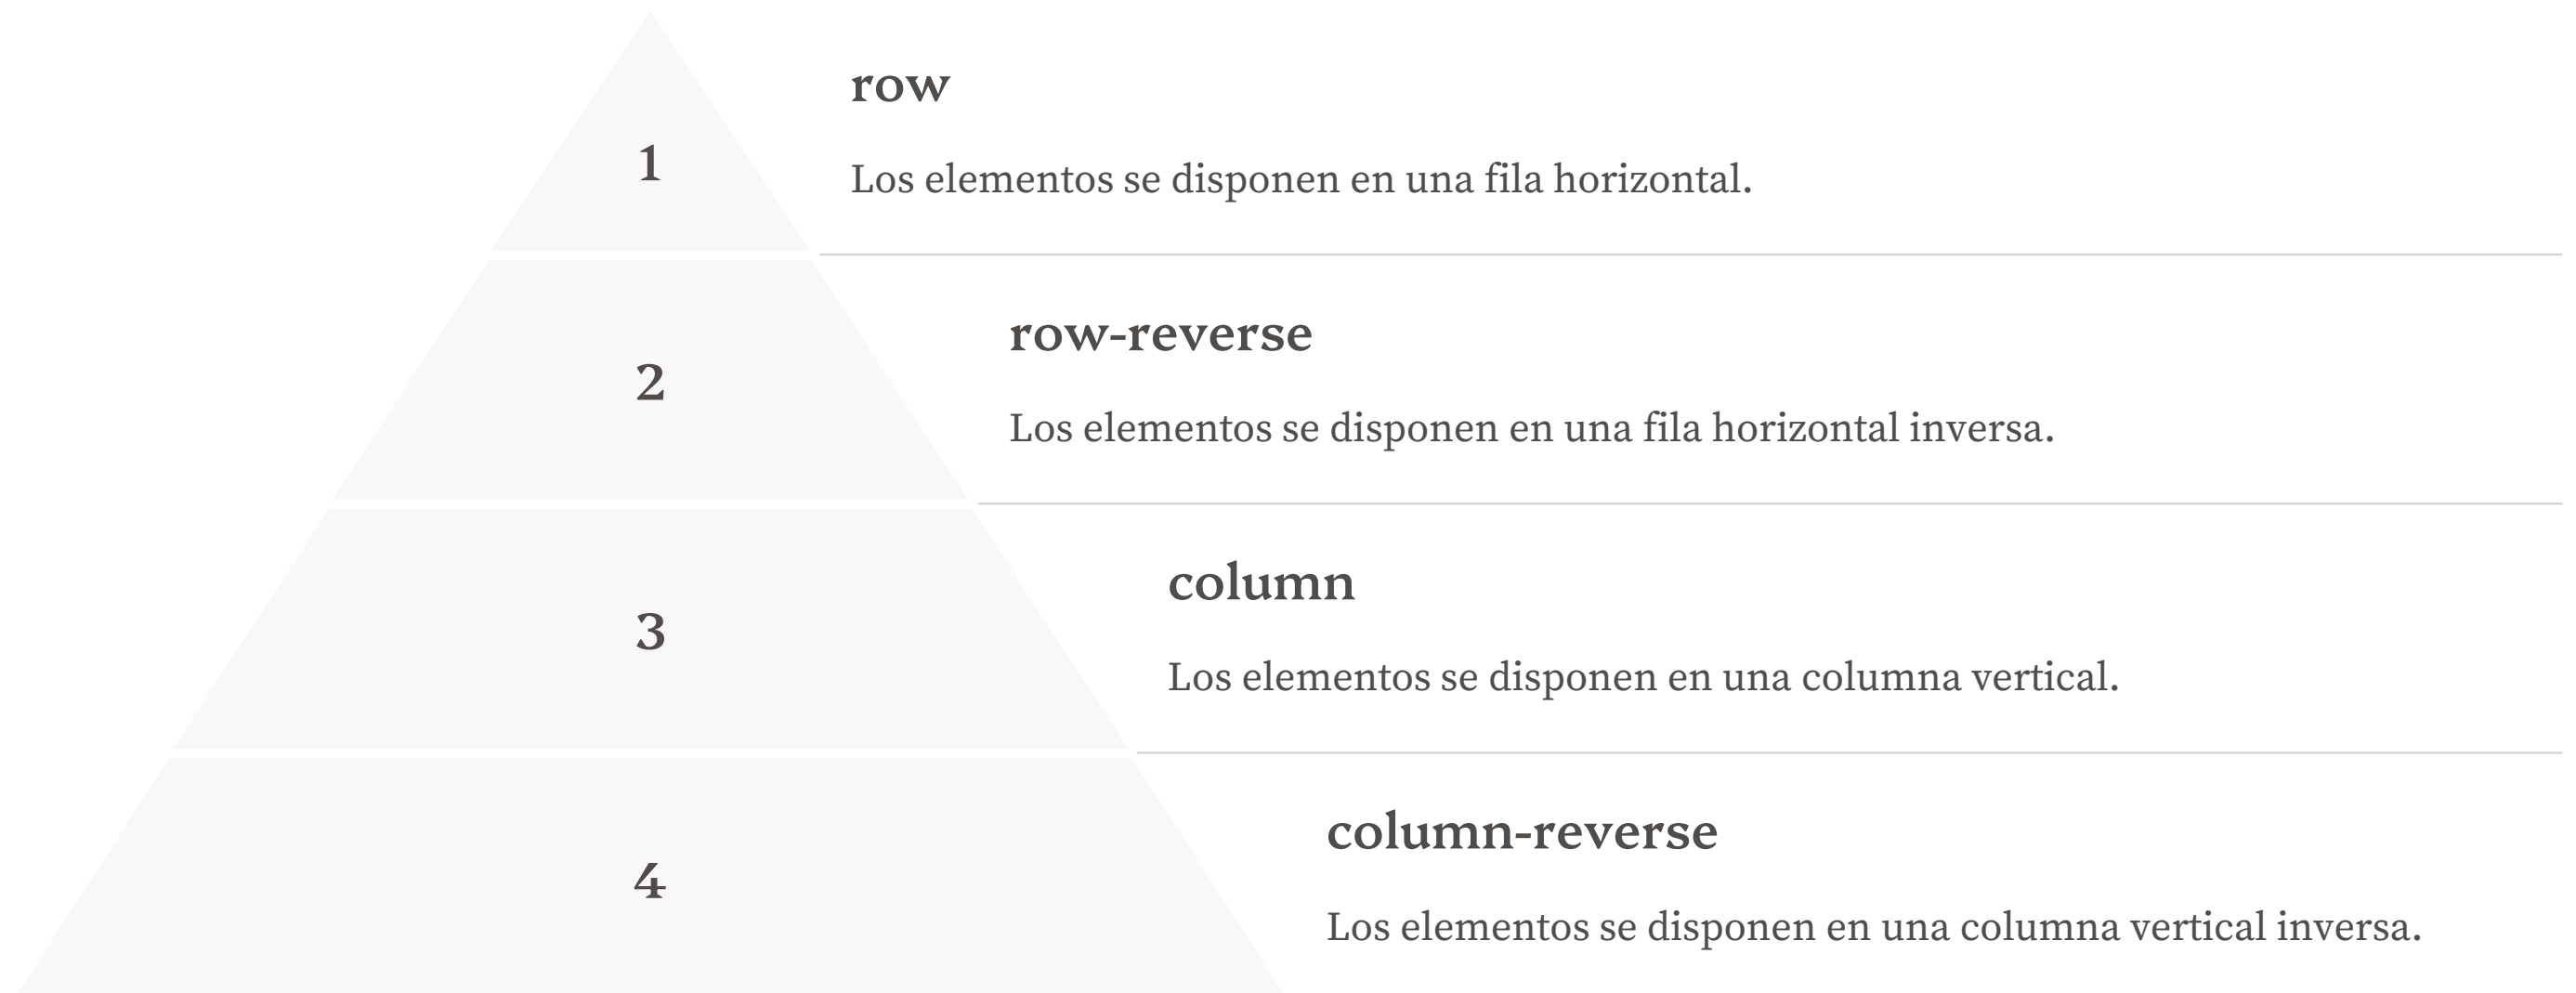 row
1
Los elementos se disponen en una fila horizontal.
row-reverse
2
Los elementos se disponen en una fila horizontal inversa.
column
3
Los elementos se disponen en una columna vertical.
column-reverse
4
Los elementos se disponen en una columna vertical inversa.